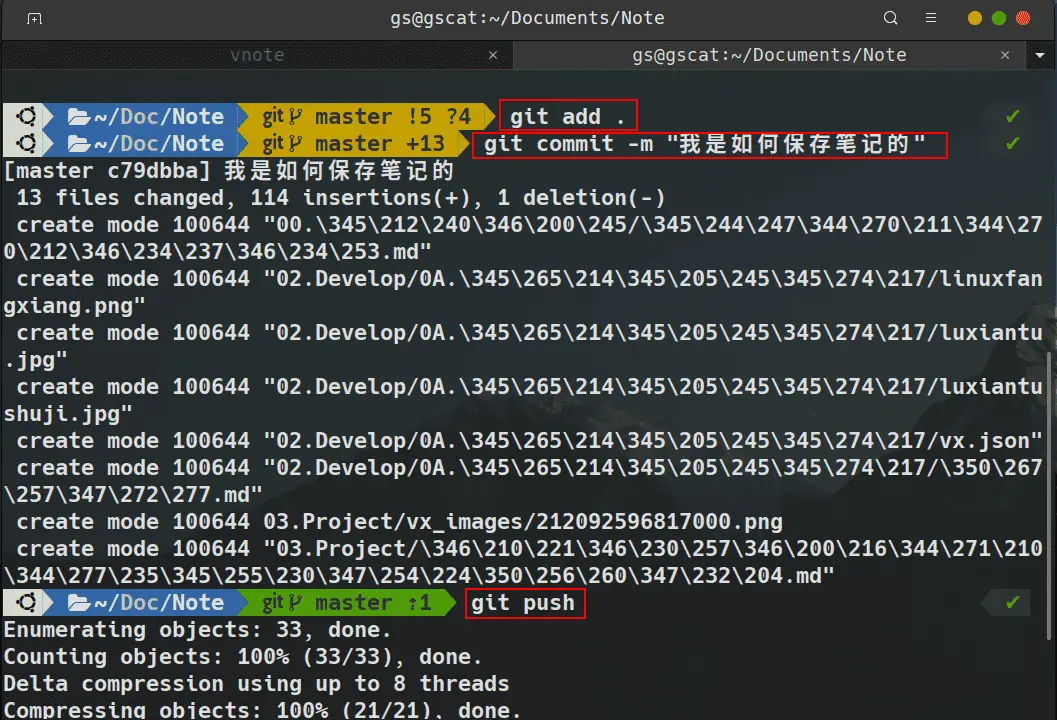 gs@gscat:~/Documents/Note
vnote × gs@gscat:~/Documents/Note ×
~/Doc/Note git master !5 ?4 git add . ✔
~/Doc/Note git master +13 git commit -m "我是如何保存笔记的" ✔
[master c79dbba] 我是如何保存笔记的
13 files changed, 114 insertions(+), 1 deletion(-)
create mode 100644 "00.\345\212\240\346\200\245/\345\244\247\344\270\211\344\27
0\212\346\234\237\346\234\253.md"
create mode 100644 "02.Develop/0A.\345\265\214\345\205\245\345\274\217/linuxfan
gxiang.png"
create mode 100644 "02.Develop/0A.\345\265\214\345\205\245\345\274\217/luxiantu
.jpg"
create mode 100644 "02.Develop/0A.\345\265\214\345\205\245\345\274\217/luxiantu
shuji.jpg"
create mode 100644 "02.Develop/0A.\345\265\214\345\205\245\345\274\217/vx.json"
create mode 100644 "02.Develop/0A.\345\265\214\345\205\245\345\274\217/\350\267
\257\347\272\277.md"
create mode 100644 03.Project/vx_images/212092596817000.png
create mode 100644 "03.Project/\346\210\221\346\230\257\346\200\216\344\271\210
\344\277\235\345\255\230\347\254\224\350\256\260\347\232\204.md"
~/Doc/Note git master ⇡1 git push ✔
Enumerating objects: 33, done.
Counting objects: 100% (33/33), done.
Delta compression using up to 8 threads
Compressing objects: 100% (21/21), done.